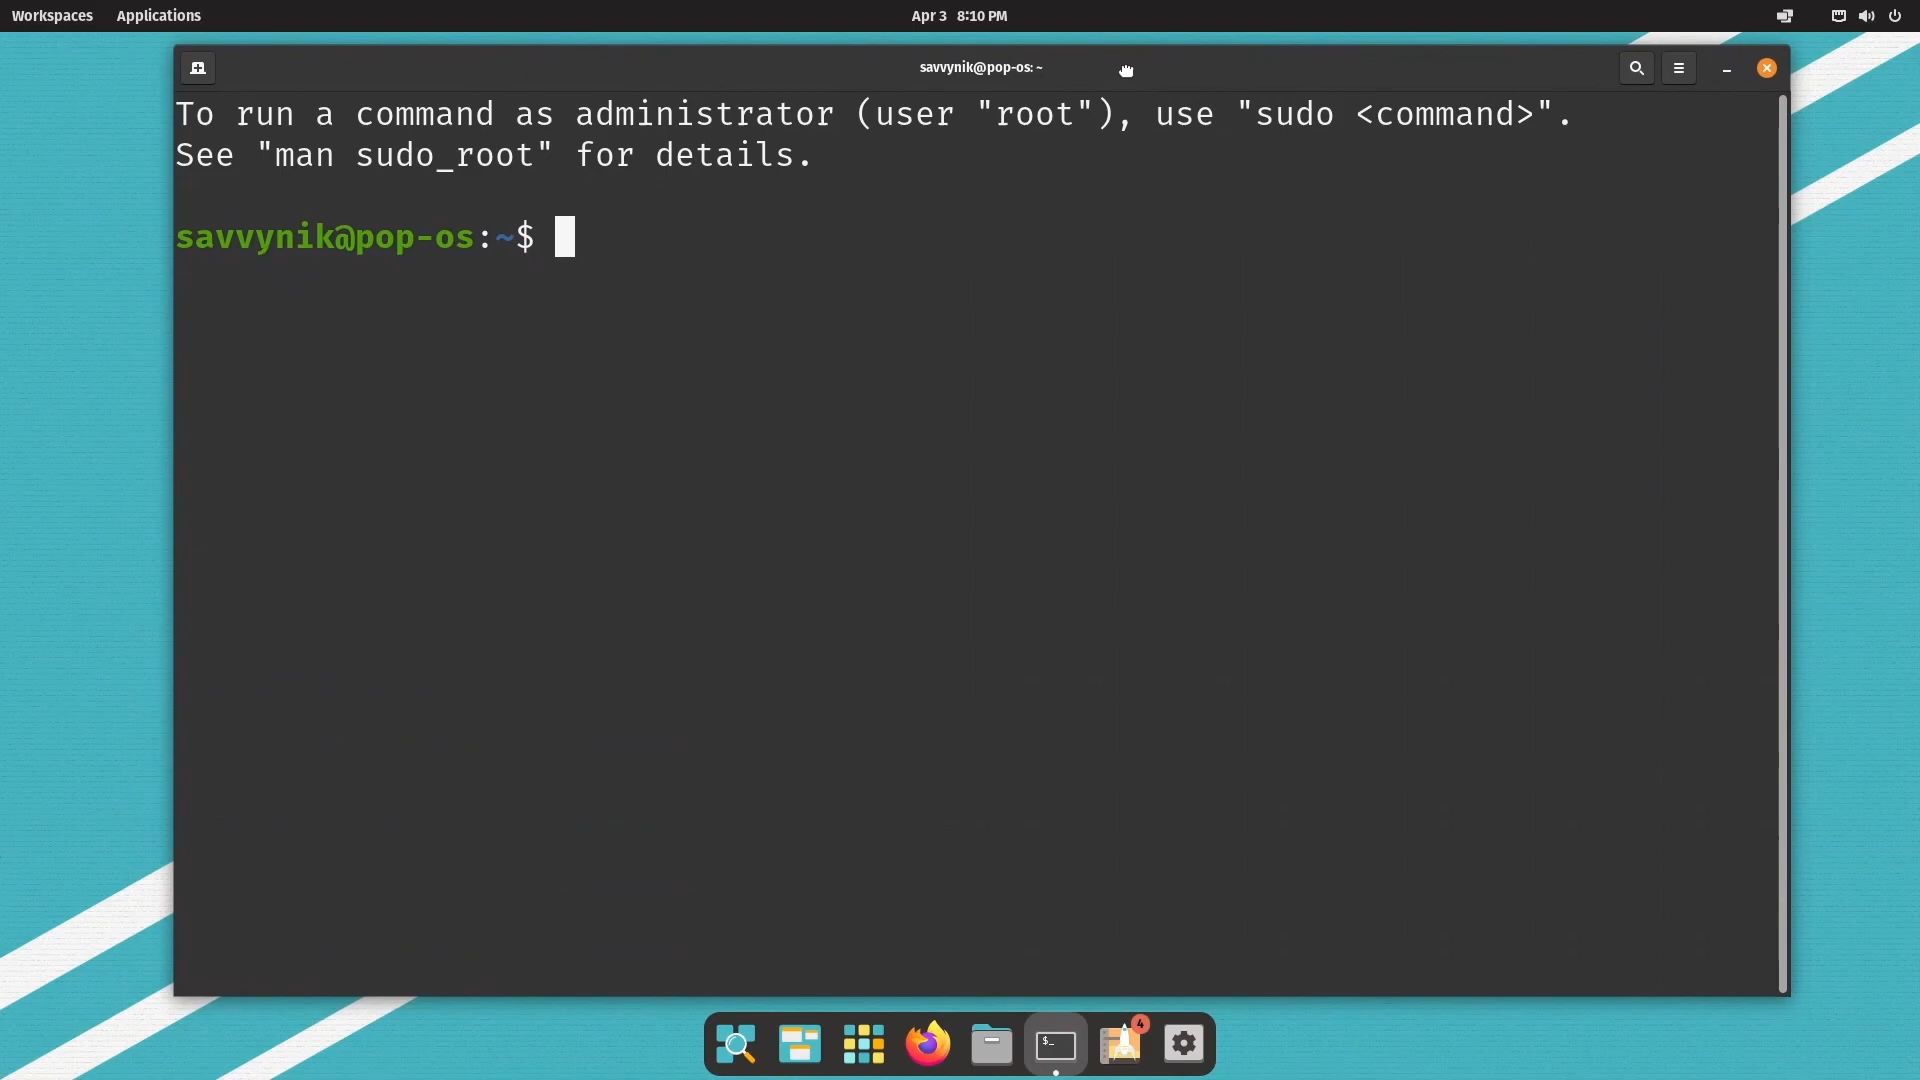 Workspaces Applications Apr 3 8:10 PM
savvynik@pop-os: ~
To run a command as administrator (user "root"), use "sudo <command>".
See "man sudo_root" for details.
savvynik@pop-os:~$
$_
4